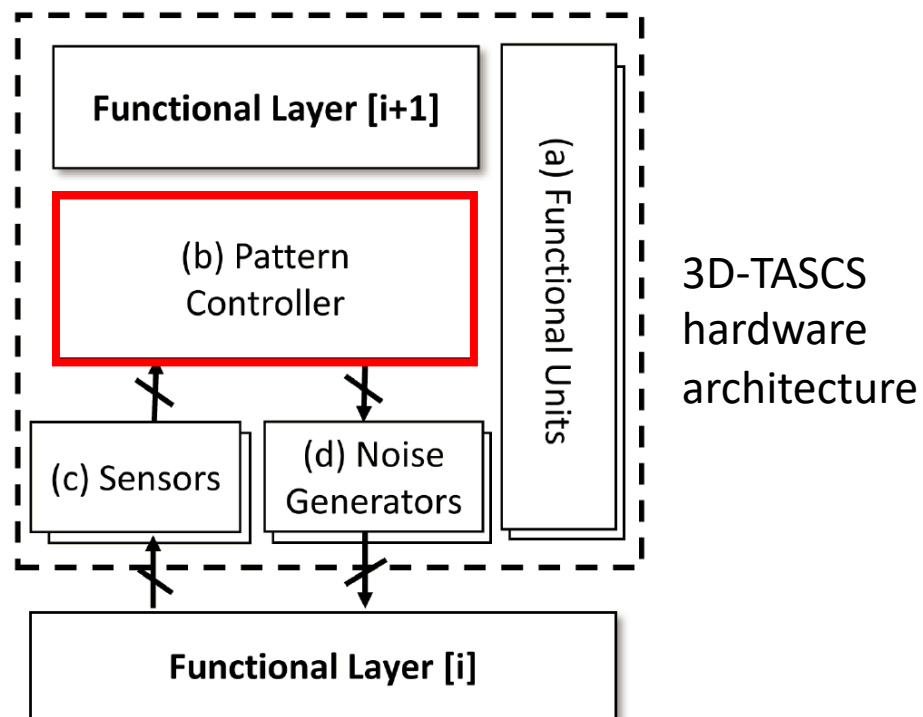 Functional Layer [i+1]
(a) Functional Units
(b) Pattern
Controller
(c) Sensors
(d) Noise
Generators
Functional Layer [i]
3D-TASCS
hardware
architecture